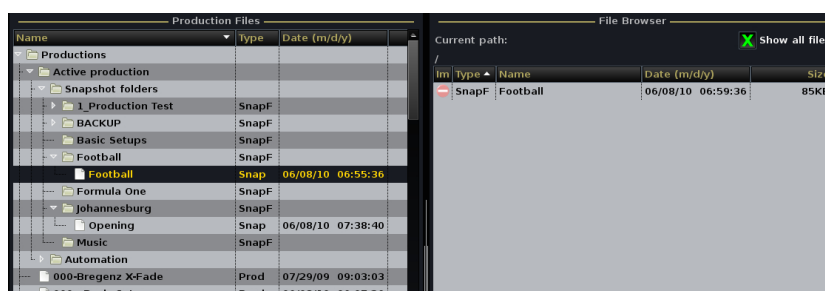 Production Files
Name Type Date (m/d/y)
Productions
Active production
Snapshot folders
1_Production Test SnapF
BACKUP SnapF
Basic Setups SnapF
Football SnapF
Football Snap 06/08/10 06:55:36
Formula One SnapF
Johannesburg SnapF
Opening Snap 06/08/10 07:38:40
Music SnapF
Automation
000-Bregenz X-Fade Prod 07/29/09 09:03:03
File Browser
Current path: X Show all file
/
Im Type Name Date (m/d/y) Size
SnapF Football 06/08/10 06:59:36 85KB